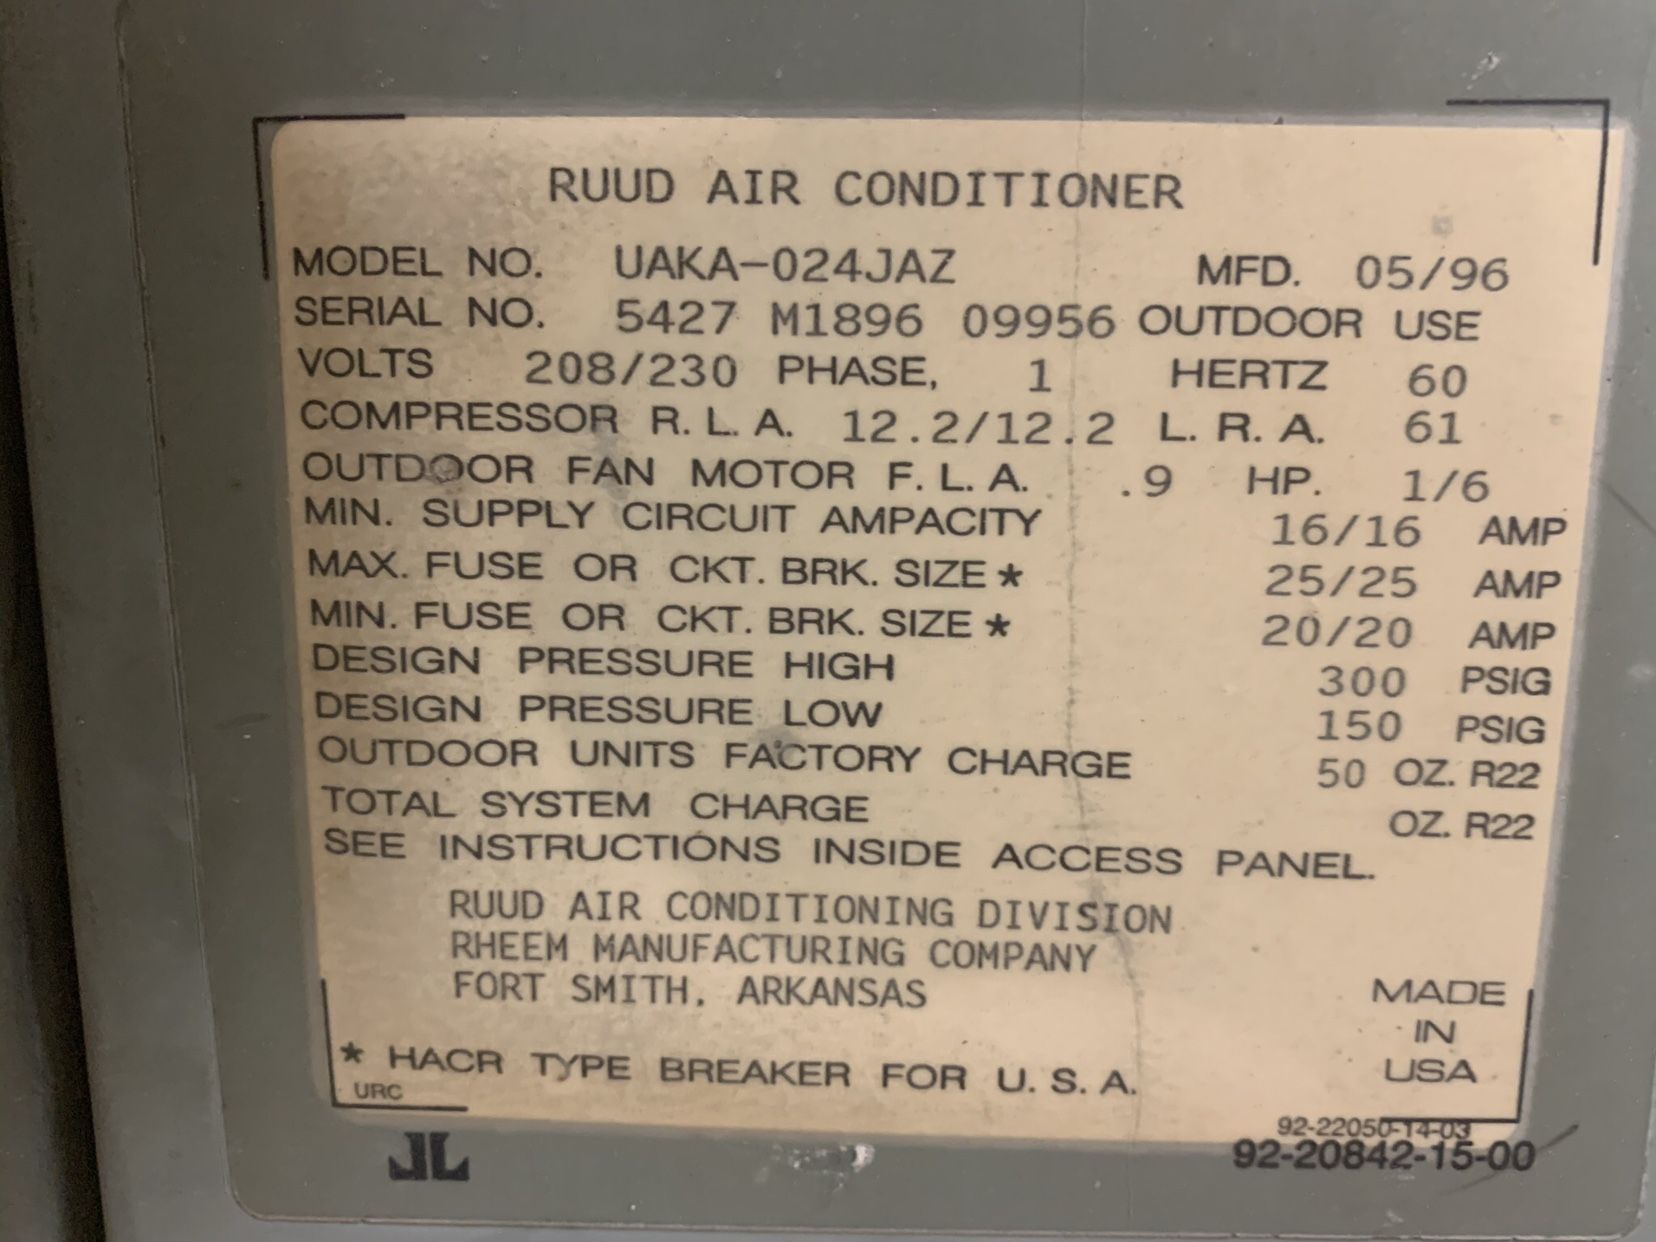 RUUD AIR CONDITIONER
MODEL NO. UAKA-024JAZ MFD. 05/96
SERIAL NO. 5427 M1896 09956 OUTDOOR USE
VOLTS 208/230 PHASE, 1 HERTZ 60
COMPRESSOR R.L.A. 12.2/12.2 L.R.A. 61
OUTDOOR FAN MOTOR F.L.A. .9 HP. 1/6
MIN. SUPPLY CIRCUIT AMPACITY 16/16 AMP
MAX. FUSE OR CKT. BRK. SIZE★ 25/25 AMP
MIN. FUSE OR CKT. BRK. SIZE★ 20/20 AMP
DESIGN PRESSURE HIGH 300 PSIG
DESIGN PRESSURE LOW 150 PSIG
OUTDOOR UNITS FACTORY CHARGE 50 OZ. R22
TOTAL SYSTEM CHARGE OZ. R22
SEE INSTRUCTIONS INSIDE ACCESS PANEL.
RUUD AIR CONDITIONING DIVISION
RHEEM MANUFACTURING COMPANY
FORT SMITH, ARKANSAS
MADE
IN
USA
★ HACR TYPE BREAKER FOR U.S.A.
URC
92-22050-14-03
92-20842-15-00
JL